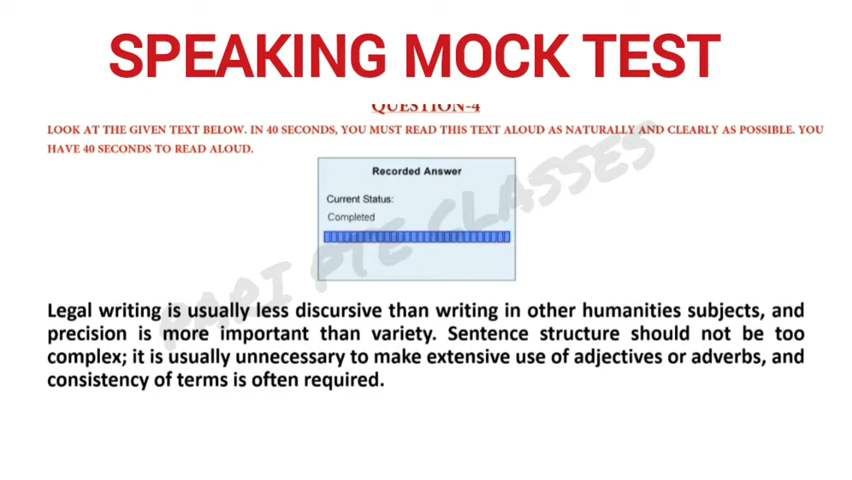 SPEAKING MOCK TEST
QUESTION-4
LOOK AT THE GIVEN TEXT BELOW. IN 40 SECONDS, YOU MUST READ THIS TEXT ALOUD AS NATURALLY AND CLEARLY AS POSSIBLE. YOU
HAVE 40 SECONDS TO READ ALOUD.
Recorded Answer
Current Status:
Completed
PAPI PTE CLASSES
Legal writing is usually less discursive than writing in other humanities subjects, and
precision is more important than variety. Sentence structure should not be too
complex; it is usually unnecessary to make extensive use of adjectives or adverbs, and
consistency of terms is often required.